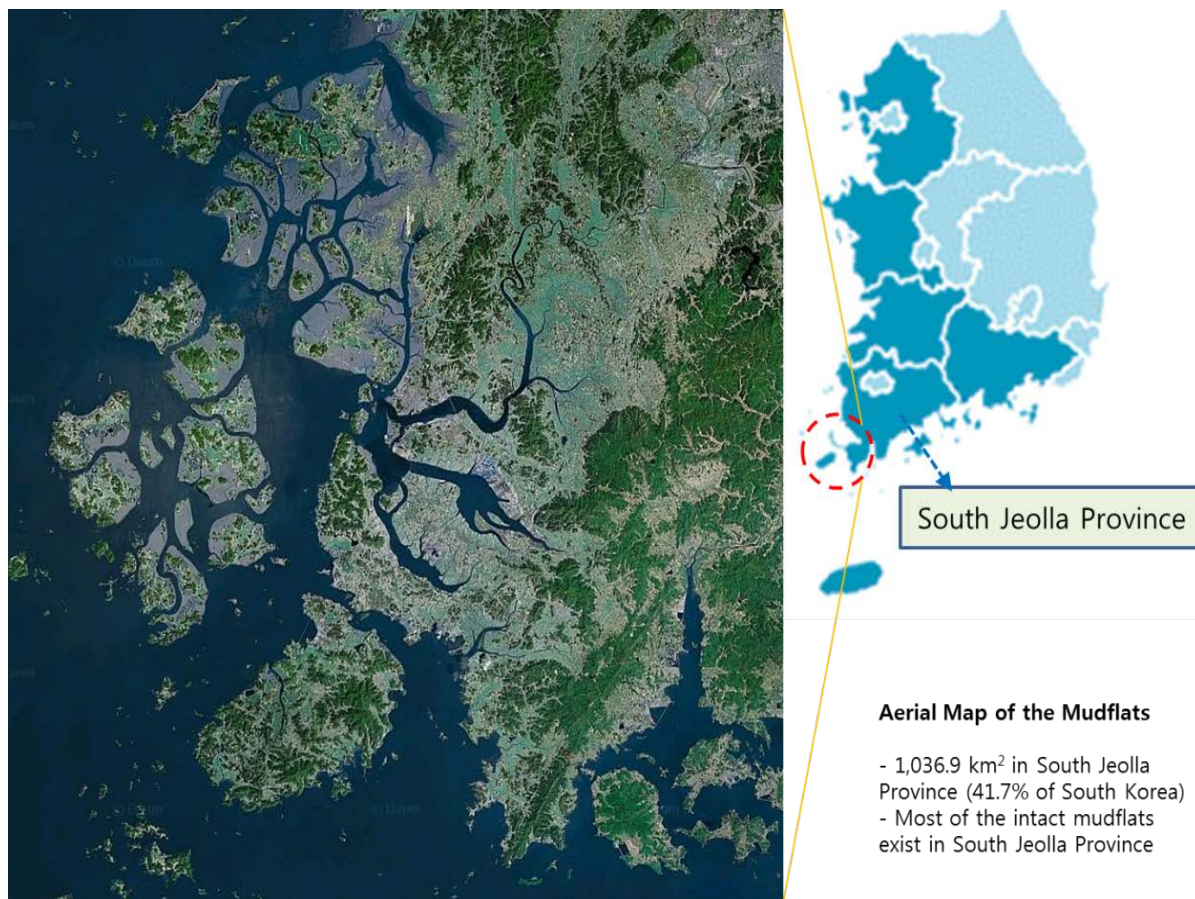 © Daum
South Jeolla Province
Aerial Map of the Mudflats
- 1,036.9 km² in South Jeolla
Province (41.7% of South Korea)
- Most of the intact mudflats
exist in South Jeolla Province